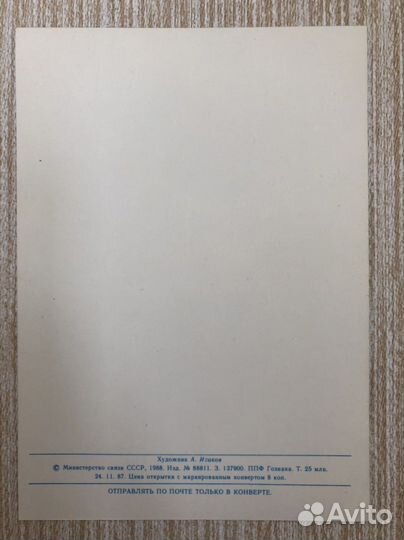 Художник А. Исаков
© Министерство связи СССР, 1988. Изд. № 88811. З. 137900. ППФ Гознака. Т. 25 млн.
24. 11. 87. Цена открытки с маркированным конвертом 8 коп.
ОТПРАВЛЯТЬ ПО ПОЧТЕ ТОЛЬКО В КОНВЕРТЕ.
Avito